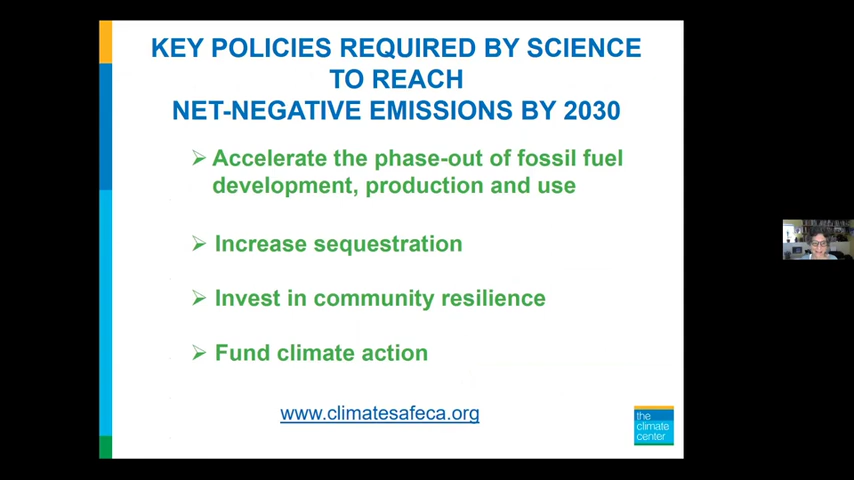 KEY POLICIES REQUIRED BY SCIENCE
TO REACH
NET-NEGATIVE EMISSIONS BY 2030
➢ Accelerate the phase-out of fossil fuel
development, production and use
➢ Increase sequestration
➢ Invest in community resilience
➢ Fund climate action
www.climatesafeca.org
the
climate
center